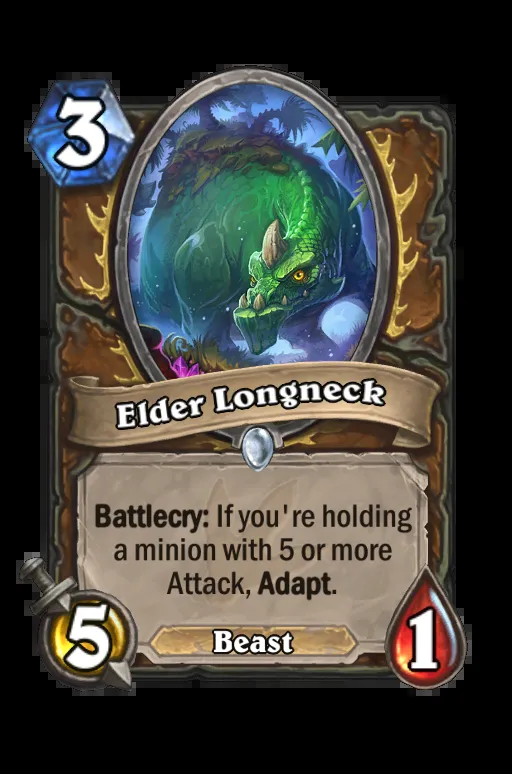 3
Elder Longneck
Battlecry: If you're holding
a minion with 5 or more
Attack, Adapt.
5
Beast
1